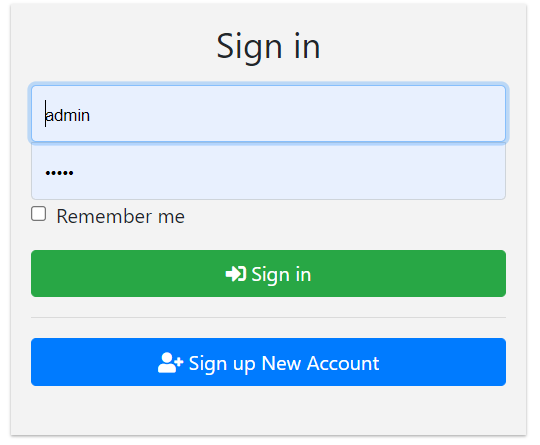 Sign in
admin
•••••
Remember me
Sign in
Sign up New Account